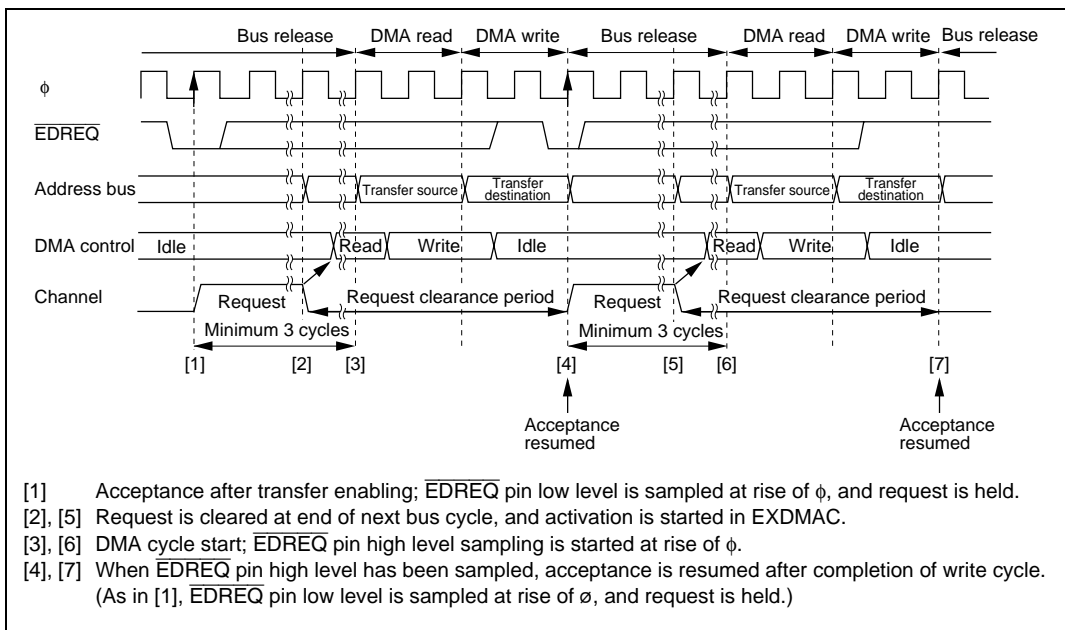 Bus release DMA read DMA write Bus release DMA read DMA write Bus release
ϕ
EDREQ
Address bus Transfer source Transfer destination Transfer source Transfer destination
DMA control Idle Read Write Idle Read Write Idle
Channel Request Request clearance period Request Request clearance period
Minimum 3 cycles Minimum 3 cycles
[1] [2] [3] [4] [5] [6] [7]
Acceptance resumed Acceptance resumed
[1] Acceptance after transfer enabling; EDREQ pin low level is sampled at rise of ϕ, and request is held.
[2], [5] Request is cleared at end of next bus cycle, and activation is started in EXDMAC.
[3], [6] DMA cycle start; EDREQ pin high level sampling is started at rise of ϕ.
[4], [7] When EDREQ pin high level has been sampled, acceptance is resumed after completion of write cycle.
(As in [1], EDREQ pin low level is sampled at rise of ø, and request is held.)